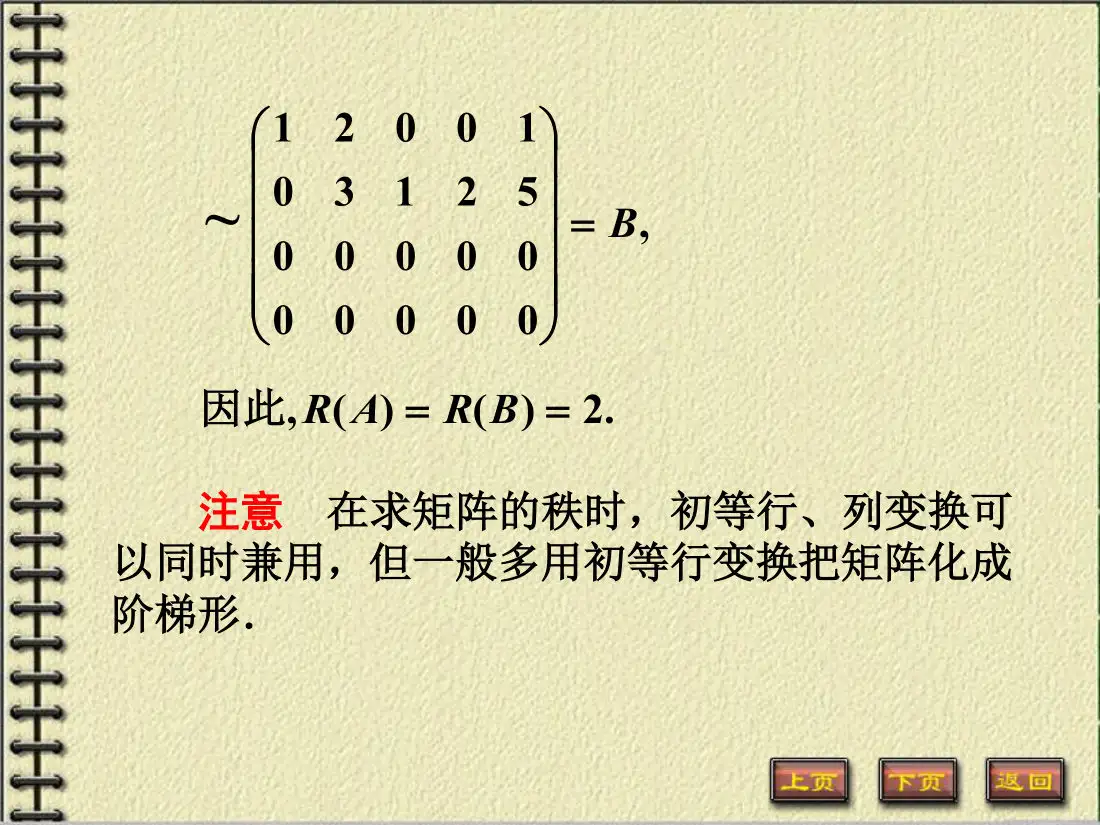 1 2 0 0 1
0 3 1 2 5
~ = B,
0 0 0 0 0
0 0 0 0 0
因此, R(A) = R(B) = 2.
注意 在求矩阵的秩时，初等行、列变换可
以同时兼用，但一般多用初等行变换把矩阵化成
阶梯形．
上页 下页 返回